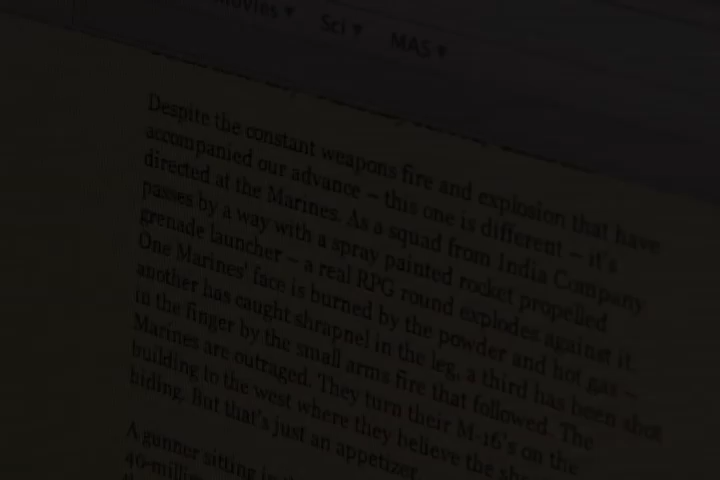 Movies ▾ Sci ▾ MAS ▾
Despite the constant weapons fire and explosion that have
accompanied our advance – this one is different – it's
directed at the Marines. As a squad from India Company
passes by a way with a spray painted rocket propelled
grenade launcher – a real RPG round explodes against it.
One Marines' face is burned by the powder and hot gas –
another has caught shrapnel in the leg, a third has been shot
in the finger by the small arms fire that followed. The
Marines are outraged. They turn their M-16's on the
building to the west where they believe the
biding. But that's just an appetizer.
A gunner sitting